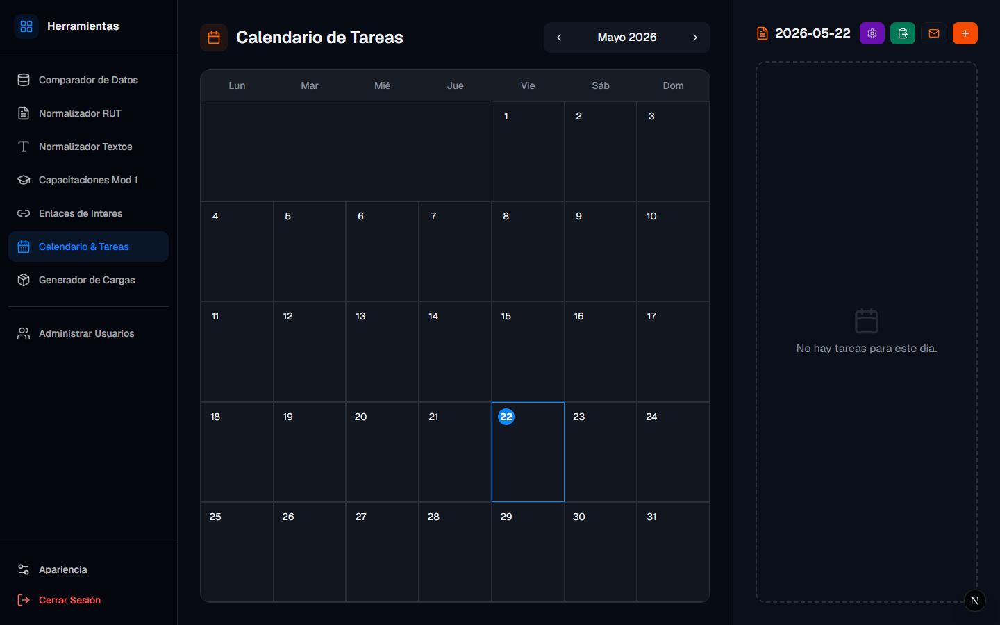 Herramientas
Comparador de Datos
Normalizador RUT
Normalizador Textos
Capacitaciones Mod 1
Enlaces de Interes
Calendario & Tareas
Generador de Cargas
Administrar Usuarios
Apariencia
Cerrar Sesión
Calendario de Tareas
Mayo 2026
Lun Mar Mié Jue Vie Sáb Dom
1 2 3
4 5 6 7 8 9 10
11 12 13 14 15 16 17
18 19 20 21 22 23 24
25 26 27 28 29 30 31
2026-05-22
No hay tareas para este día.
N